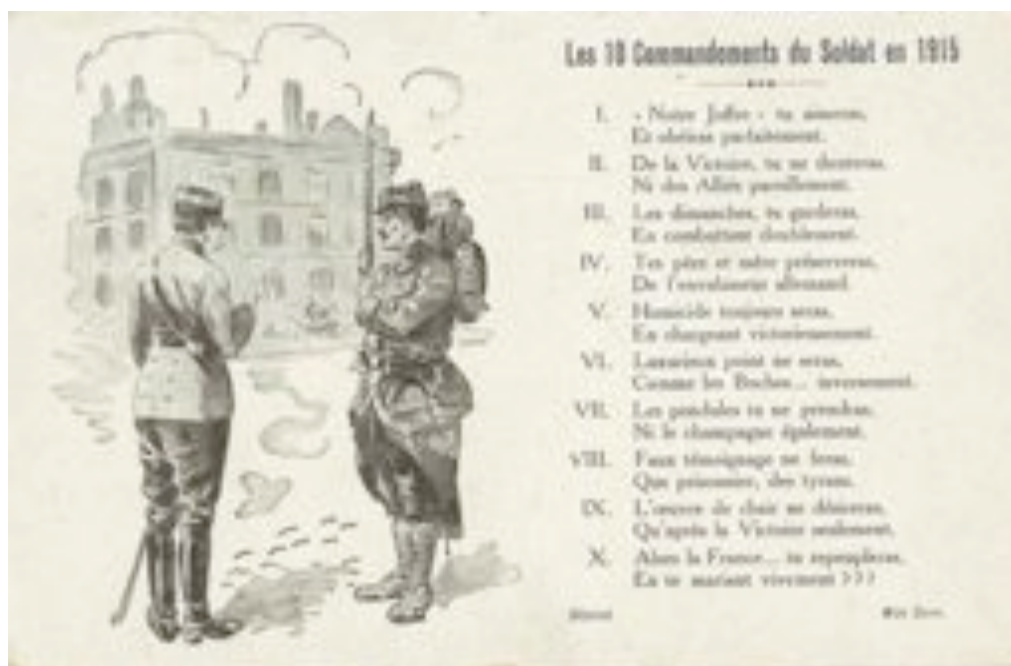 Les 10 Commandements du Soldat en 1915
I. « Notre Joffre » tu aimeras,
Et obéiras parfaitement.
II. De la Victoire, tu ne douteras,
Ni des Alliés pareillement.
III. Les dimanches, tu garderas,
En combattant doublement.
IV. Tes père et mère préserveras,
De l'envahisseur allemand.
V. Homicide toujours seras,
En chargeant victorieusement.
VI. Luxurieux point ne seras,
Comme les Boches...
VII. Les pendules tu ne prendras,
Ni le champagne également.
VIII. Faux témoignage ne feras,
Que prisonnier, des tyrans.
IX. L'œuvre de chair ne désireras,
Qu'après la Victoire seulement.
X. Alors la France... tu repeupleras,
En te mariant vivement ???